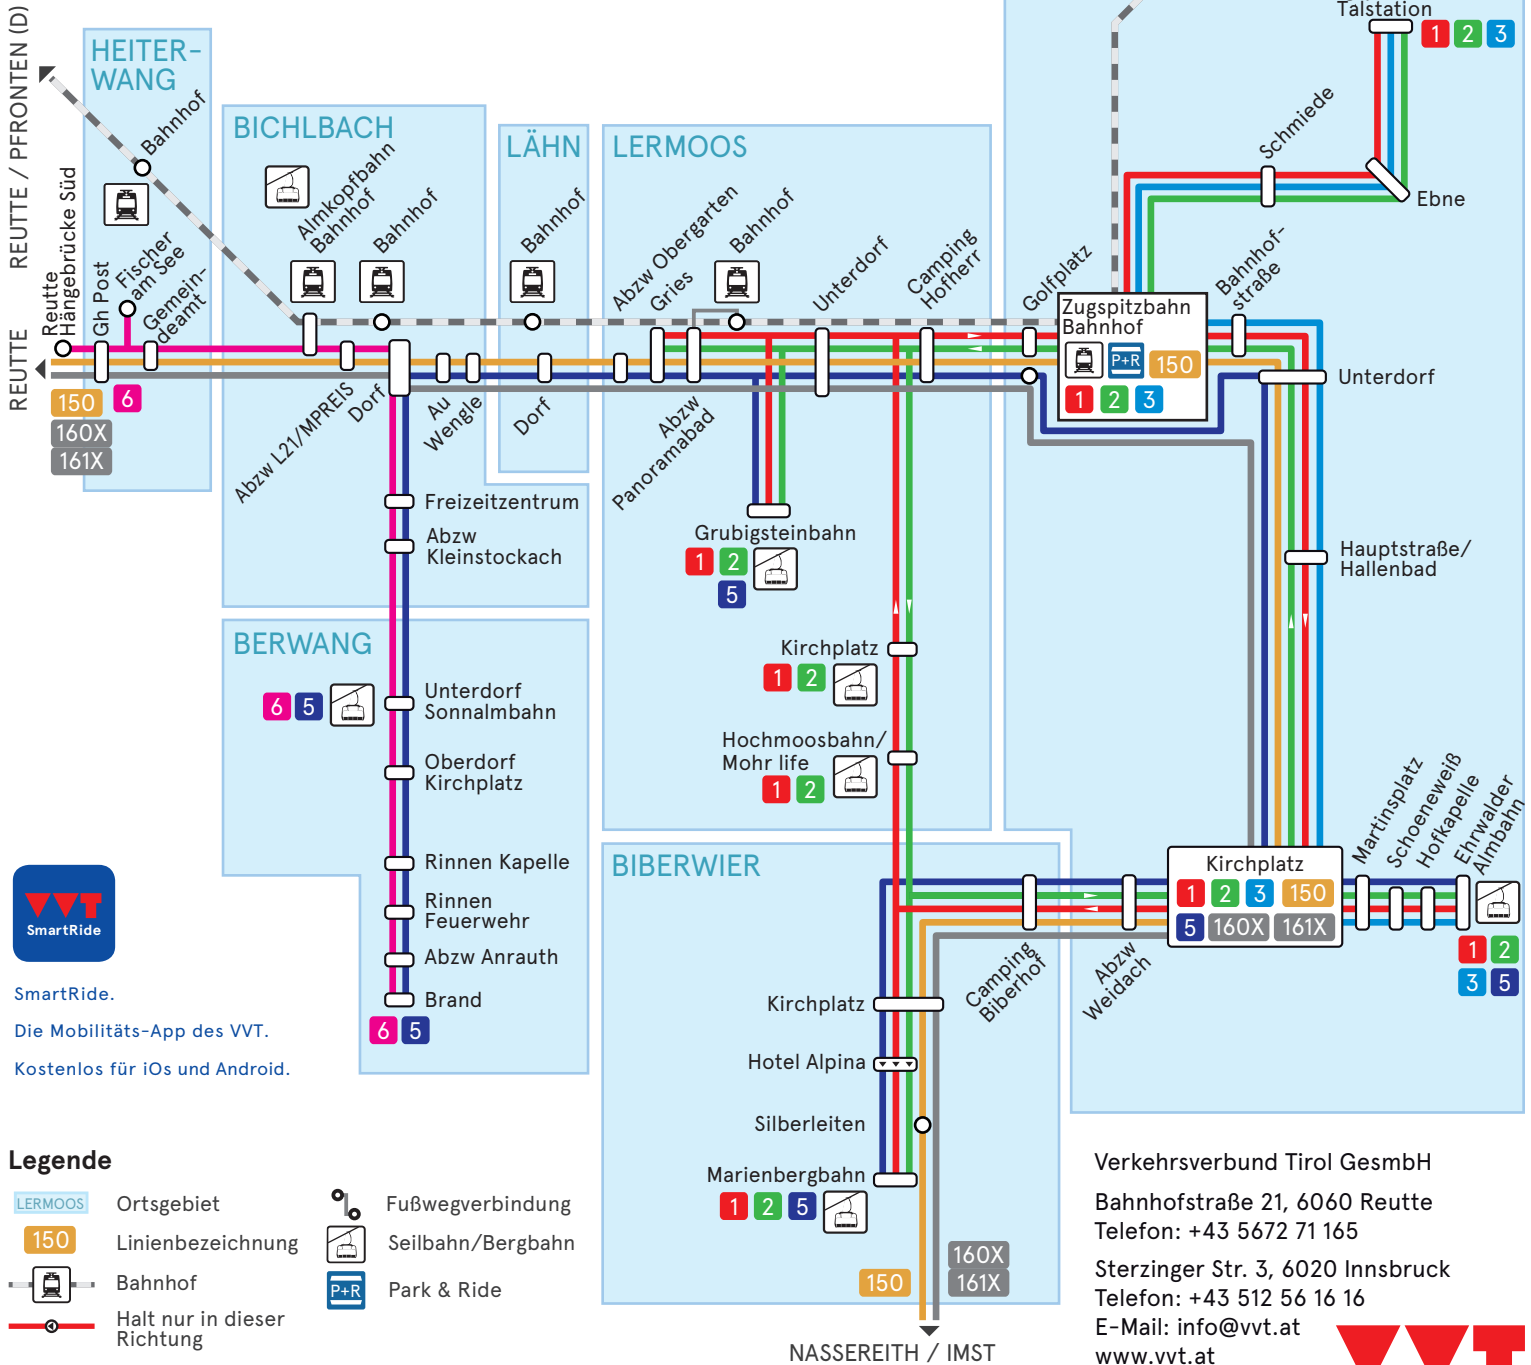 Talstation
1 2 3
REUTTE / PFRONTEN (D)
REUTTE
HEITER-
WANG
Bahnhof
Reutte
Hängebrücke Süd
Gh Post
Fischer
am See
Gemein-
deamt
150
6
160X
161X
BICHLBACH
Almkopfbahn
Bahnhof
Bahnhof
Abzw L21/MPREIS
Dorf
Au
Wengle
Freizeitzentrum
Abzw
Kleinstockach
LÄHN
Bahnhof
Dorf
LERMOOS
Abzw Obergarten
Gries
Bahnhof
Unterdorf
Camping
Hofherr
Abzw
Panoramabad
Grubigsteinbahn
1 2
5
Kirchplatz
1 2
Hochmoosbahn/
Mohr life
1 2
Schmiede
Ebne
Golfplatz
Zugspitzbahn
Bahnhof
P+R 150
1 2 3
Bahnhof-
straße
Unterdorf
Hauptstraße/
Hallenbad
Kirchplatz
1 2 3 150
5 160X 161X
Martinsplatz
Schoeneweiß
Hofkapelle
Ehrwalder
Almbahn
1 2
3 5
BERWANG
6 5
Unterdorf
Sonnalmbahn
Oberdorf
Kirchplatz
Rinnen Kapelle
Rinnen
Feuerwehr
Abzw Anrauth
Brand
6 5
BIBERWIER
Camping
Biberhof
Abzw
Weidach
Kirchplatz
Hotel Alpina
Silberleiten
Marienbergbahn
1 2 5
150
160X
161X
NASSEREITH / IMST
VVT
SmartRide
SmartRide.
Die Mobilitäts-App des VVT.
Kostenlos für iOs und Android.
Legende
LERMOOS Ortsgebiet
150 Linienbezeichnung
Bahnhof
Halt nur in dieser
Richtung
Fußwegverbindung
Seilbahn/Bergbahn
P+R Park & Ride
Verkehrsverbund Tirol GesmbH
Bahnhofstraße 21, 6060 Reutte
Telefon: +43 5672 71 165
Sterzinger Str. 3, 6020 Innsbruck
Telefon: +43 512 56 16 16
E-Mail: info@vvt.at
www.vvt.at
VVT